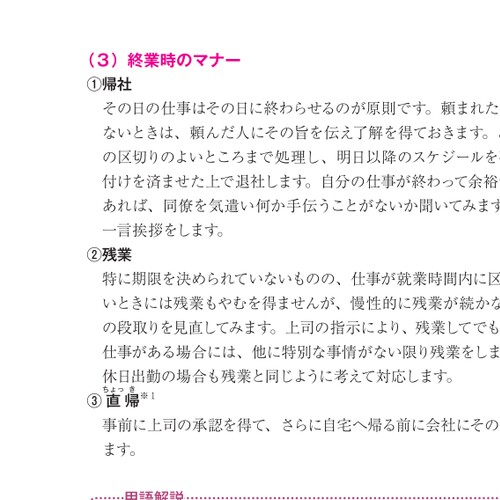 （３）終業時のマナー
①帰社
その日の仕事はその日に終わらせるのが原則です。頼まれた
ないときは、頼んだ人にその旨を伝え了解を得ておきます。
の区切りのよいところまで処理し、明日以降のスケジュールを
付けを済ませた上で退社します。自分の仕事が終わって余裕
あれば、同僚を気遣い何か手伝うことがないか聞いてみます
一言挨拶をします。
②残業
特に期限を決められていないものの、仕事が就業時間内に区
いときには残業もやむを得ませんが、慢性的に残業が続かな
の段取りを見直してみます。上司の指示により、残業してでも
仕事がある場合には、他に特別な事情がない限り残業をしま
休日出勤の場合も残業と同じように考えて対応します。
ちょっ き
③直帰※1
事前に上司の承認を得て、さらに自宅へ帰る前に会社にその
ます。
用語解説